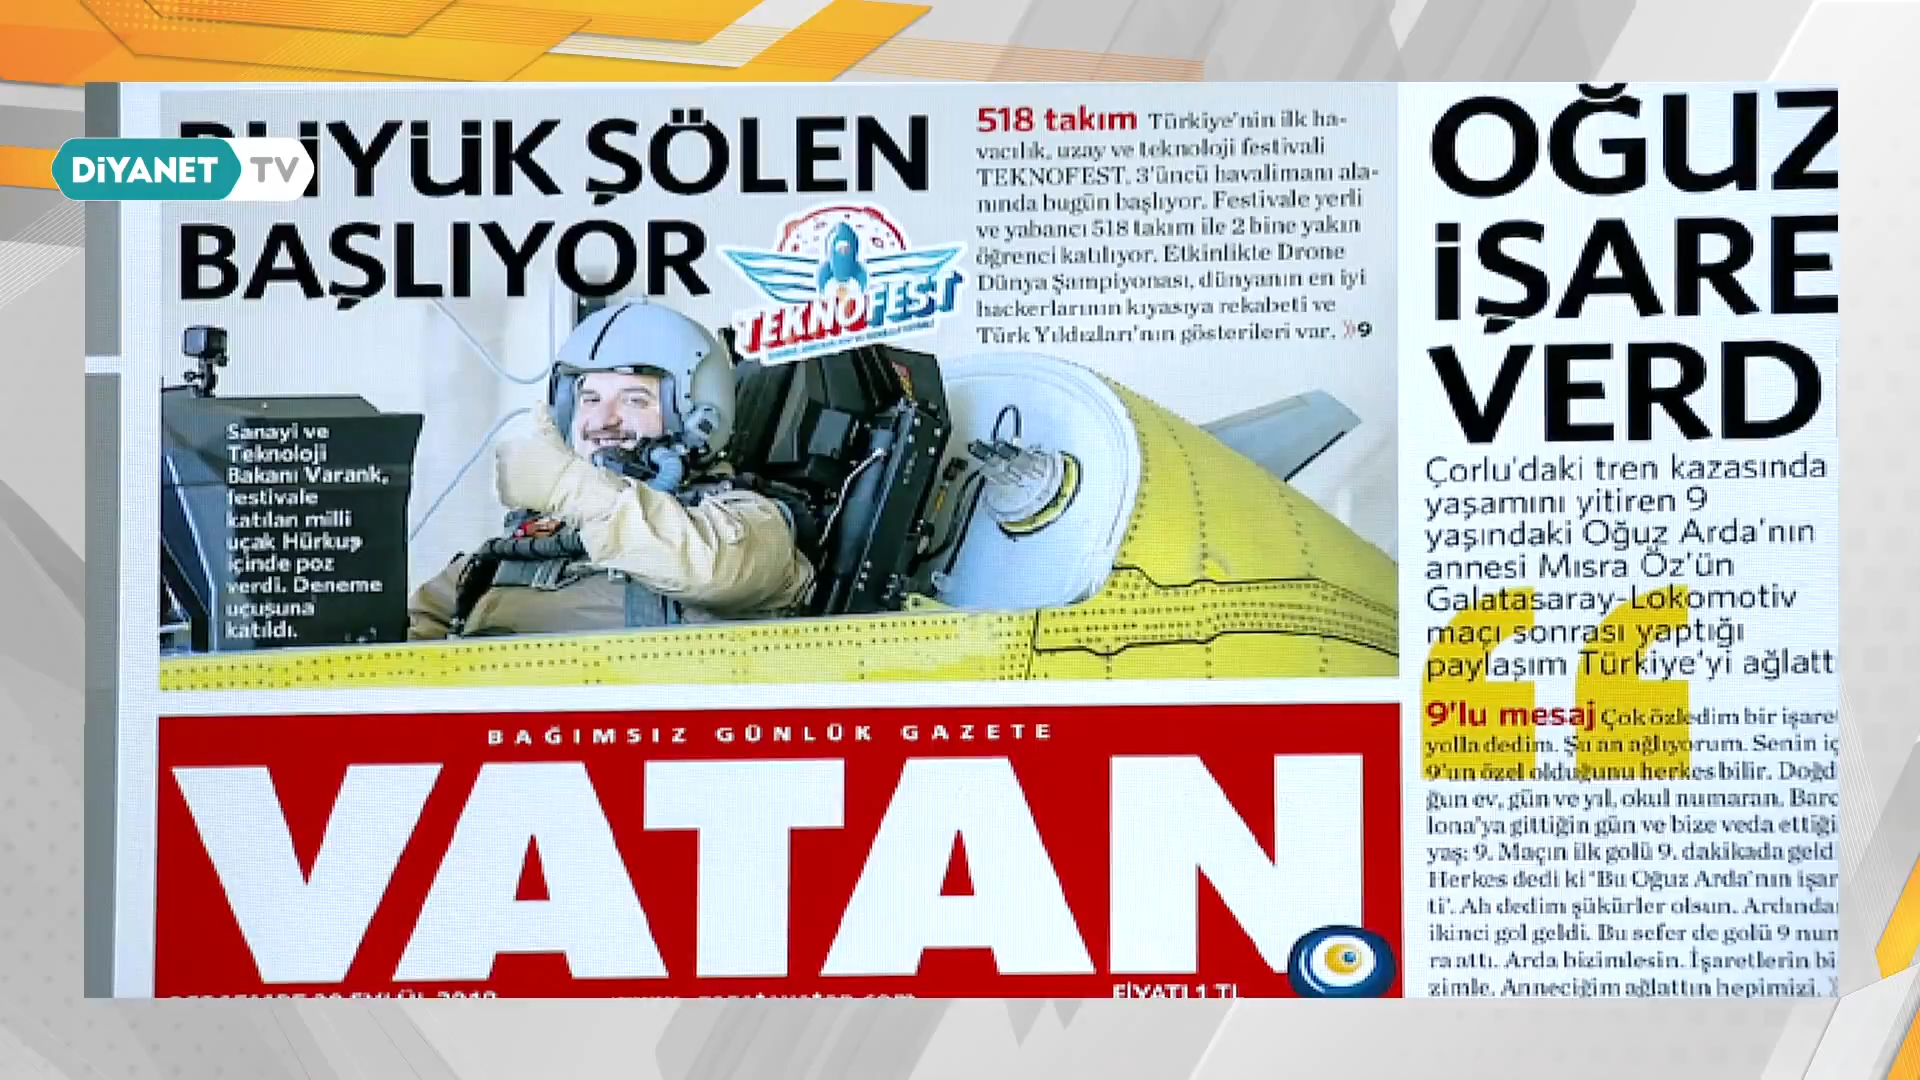 DiYANET TV
BÜYÜK ŞÖLEN
BAŞLIYOR
TEKNOFEST
518 takım Türkiye'nin ilk ha-
vacılık, uzay ve teknoloji festivali
TEKNOFEST, 3'üncü havalimanı ala-
nında bugün başlıyor. Festivale yerli
ve yabancı 518 takım ile 2 bine yakın
öğrenci katılıyor. Etkinlikte Drone
Dünya Şampiyonası, dünyanın en iyi
hackerlarının kıyasıya rekabeti ve
Türk Yıldızları'nın gösterileri var. »9
Sanayi ve
Teknoloji
Bakanı Varank,
festivale
katılan milli
uçak Hürkuş
içinde poz
verdi. Deneme
uçuşuna
katıldı.
BAĞIMSIZ GÜNLÜK GAZETE
VATAN
FİYATI 1 TL
OĞUZ
İŞARE
VERD
Çorlu'daki tren kazasında
yaşamını yitiren 9
yaşındaki Oğuz Arda'nın
annesi Mısra Öz'ün
Galatasaray-Lokomotiv
maçı sonrası yaptığı
paylaşım Türkiye'yi ağlatt
9'lu mesaj Çok özledim bir işaret
yolla dedim. Şu an ağlıyorum. Senin iç
9'un özel olduğunu herkes bilir. Doğd
ğun ev, gün ve yıl, okul numaran, Barc
lona'ya gittiğin gün ve bize veda ettiği
yaş: 9. Maçın ilk golü 9. dakikada geld
Herkes dedi ki 'Bu Oğuz Arda'nın işar
ti'. Ah dedim şükürler olsun. Ardında
ikinci gol geldi. Bu sefer de golü 9 num
ra attı. Arda bizimlesin. İşaretlerin bi
zimle. Anneciğim ağlattın hepimizi.